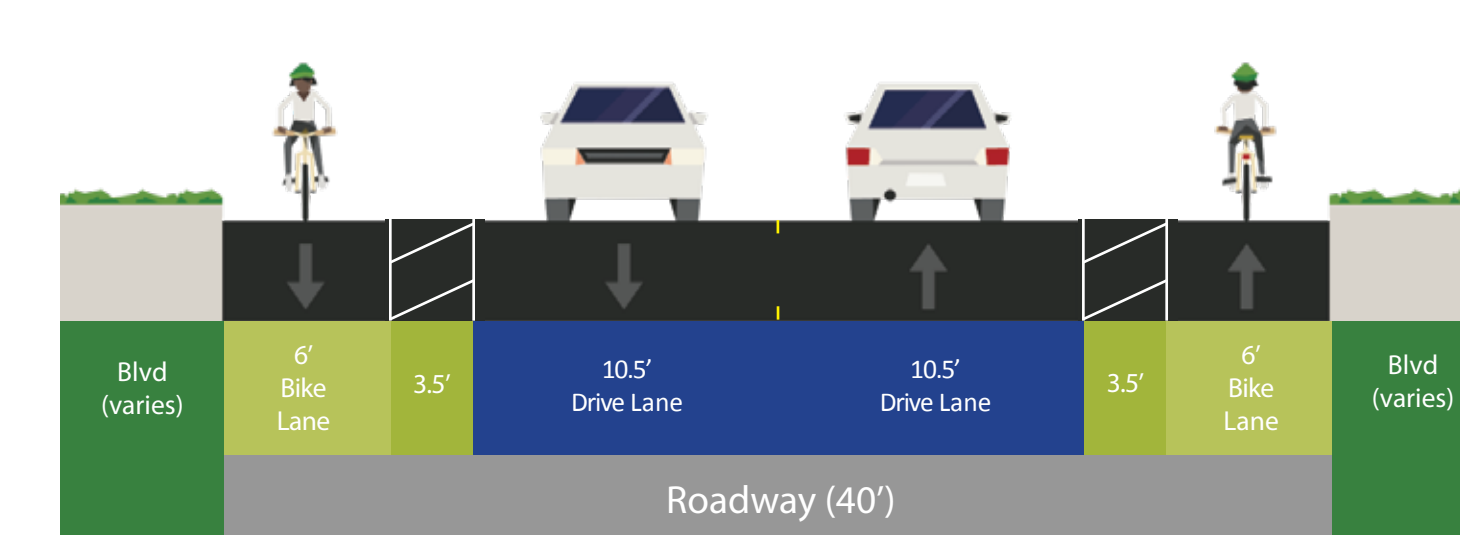 Blvd
(varies)
6′
Bike
Lane
3.5′
10.5′
Drive Lane
10.5′
Drive Lane
3.5′
6′
Bike
Lane
Blvd
(varies)
Roadway (40′)